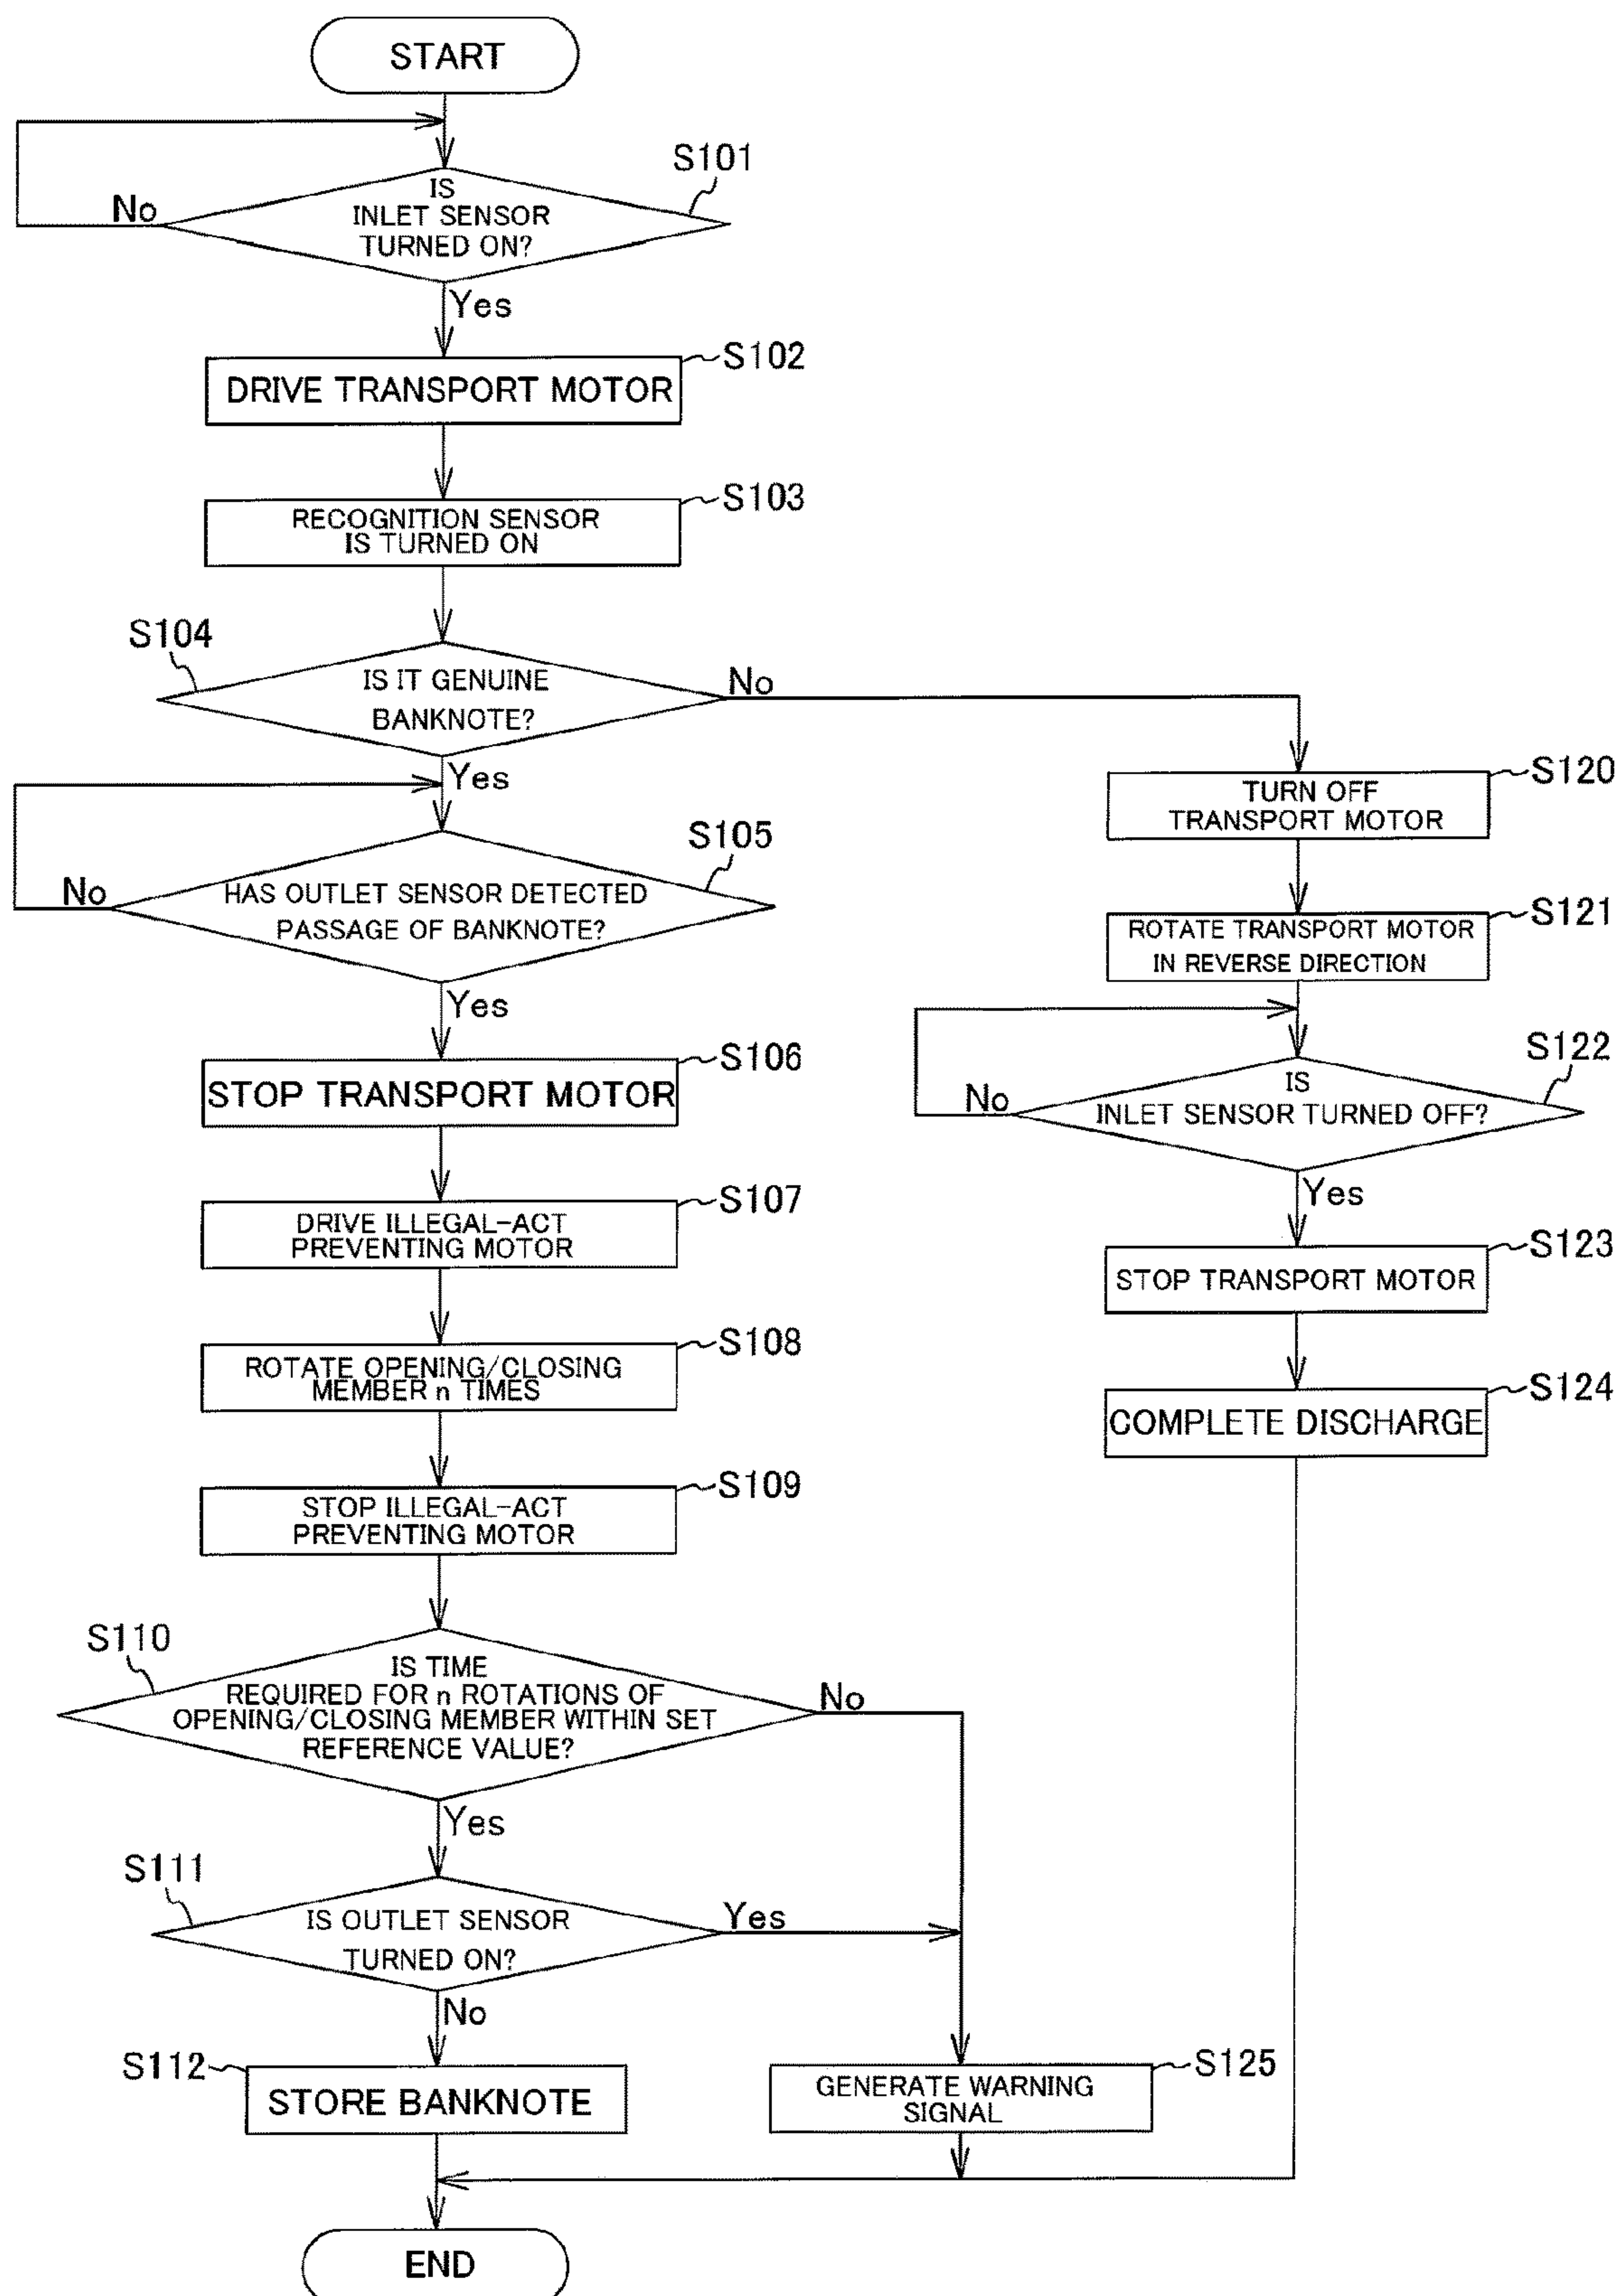 START
S101
IS
INLET SENSOR
TURNED ON?
No
Yes
S102
DRIVE TRANSPORT MOTOR
S103
RECOGNITION SENSOR
IS TURNED ON
S104
IS IT GENUINE
BANKNOTE?
No
Yes
S105
HAS OUTLET SENSOR DETECTED
PASSAGE OF BANKNOTE?
No
Yes
S106
STOP TRANSPORT MOTOR
S107
DRIVE ILLEGAL-ACT
PREVENTING MOTOR
S108
ROTATE OPENING/CLOSING
MEMBER n TIMES
S109
STOP ILLEGAL-ACT
PREVENTING MOTOR
S110
IS TIME
REQUIRED FOR n ROTATIONS OF
OPENING/CLOSING MEMBER WITHIN SET
REFERENCE VALUE?
No
Yes
S111
IS OUTLET SENSOR
TURNED ON?
Yes
No
S112
STORE BANKNOTE
S120
TURN OFF
TRANSPORT MOTOR
S121
ROTATE TRANSPORT MOTOR
IN REVERSE DIRECTION
S122
IS
INLET SENSOR TURNED OFF?
No
Yes
S123
STOP TRANSPORT MOTOR
S124
COMPLETE DISCHARGE
S125
GENERATE WARNING
SIGNAL
END